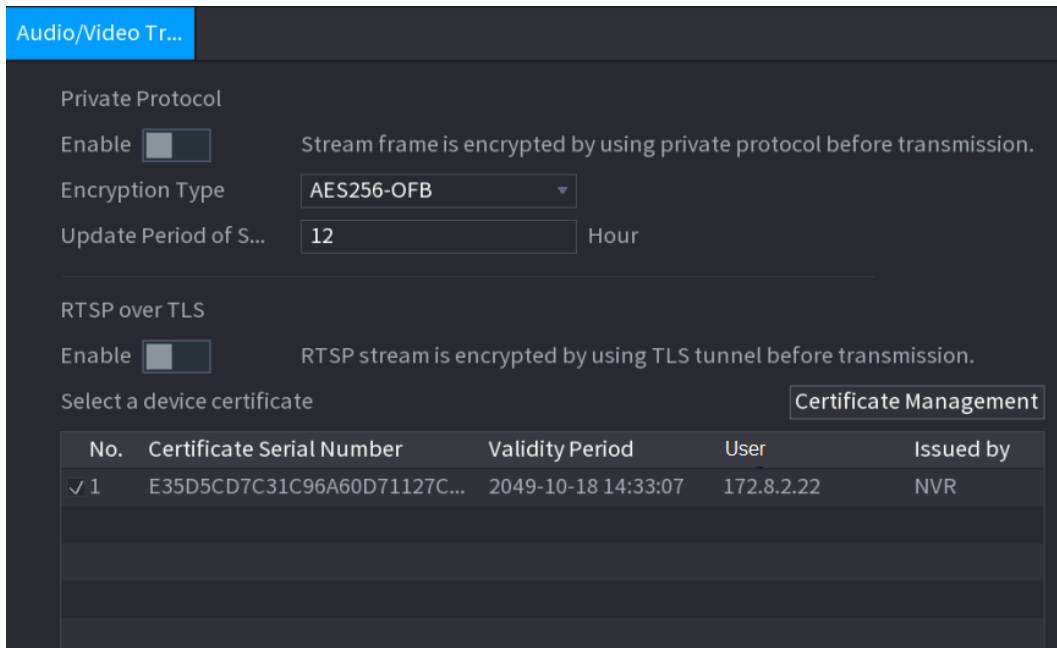 Audio/Video Tr...
Private Protocol
Enable Stream frame is encrypted by using private protocol before transmission.
Encryption Type AES256-OFB
Update Period of S... 12 Hour
RTSP over TLS
Enable RTSP stream is encrypted by using TLS tunnel before transmission.
Select a device certificate Certificate Management
No. Certificate Serial Number Validity Period User Issued by
1 E35D5CD7C31C96A60D71127C... 2049-10-18 14:33:07 172.8.2.22 NVR